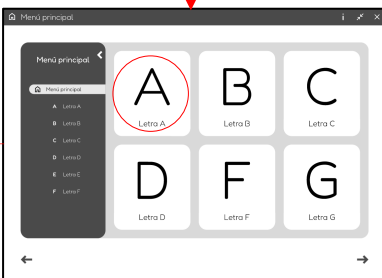 Menú principal
i
Menú principal
Menú principal
A Letra A
B Letra B
C Letra C
D Letra D
E Letra E
F Letra F
A
Letra A
B
Letra B
C
Letra C
D
Letra D
F
Letra F
G
Letra G